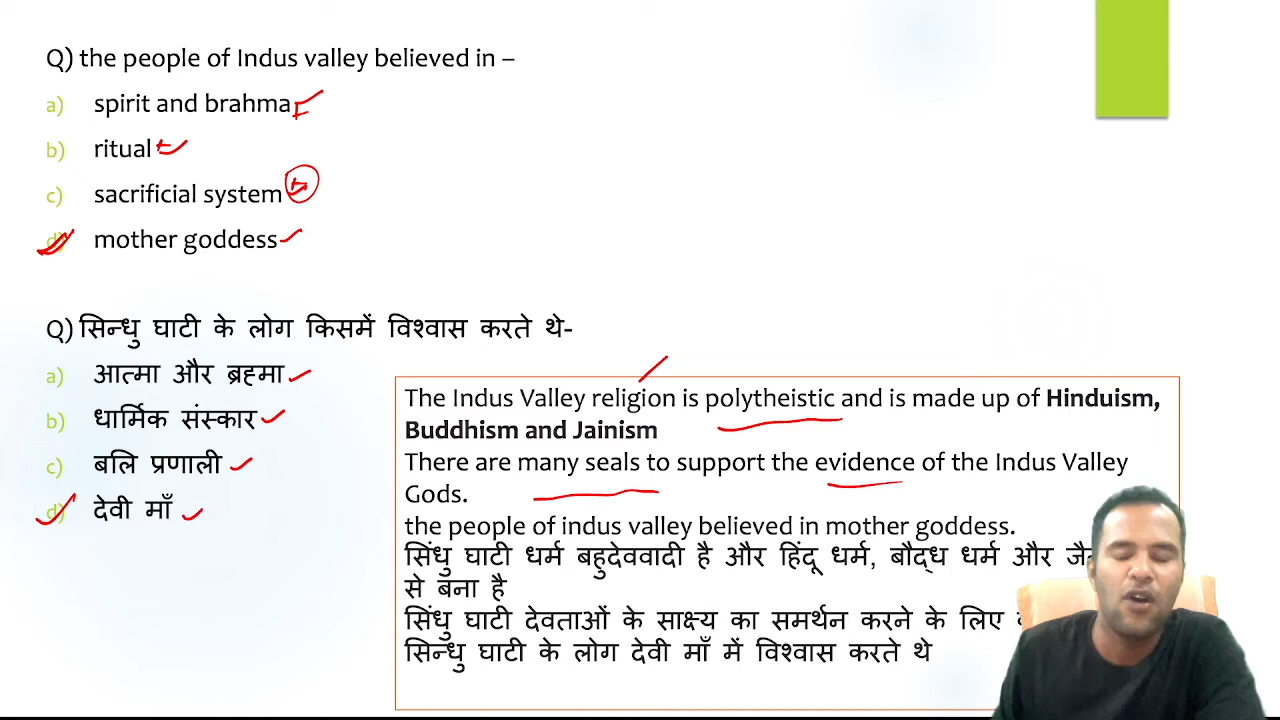 Q) the people of Indus valley believed in –
a) spirit and brahma
b) ritual
c) sacrificial system
d) mother goddess
Q) सिन्धु घाटी के लोग किसमें विश्वास करते थे-
a) आत्मा और ब्रह्मा
b) धार्मिक संस्कार
c) बलि प्रणाली
d) देवी माँ
The Indus Valley religion is polytheistic and is made up of Hinduism,
Buddhism and Jainism
There are many seals to support the evidence of the Indus Valley
Gods.
the people of indus valley believed in mother goddess.
सिंधु घाटी धर्म बहुदेववादी है और हिंदू धर्म, बौद्ध धर्म और
से बना है
सिंधु घाटी देवताओं के साक्ष्य का समर्थन करने के लिए
सिन्धु घाटी के लोग देवी माँ में विश्वास करते थे